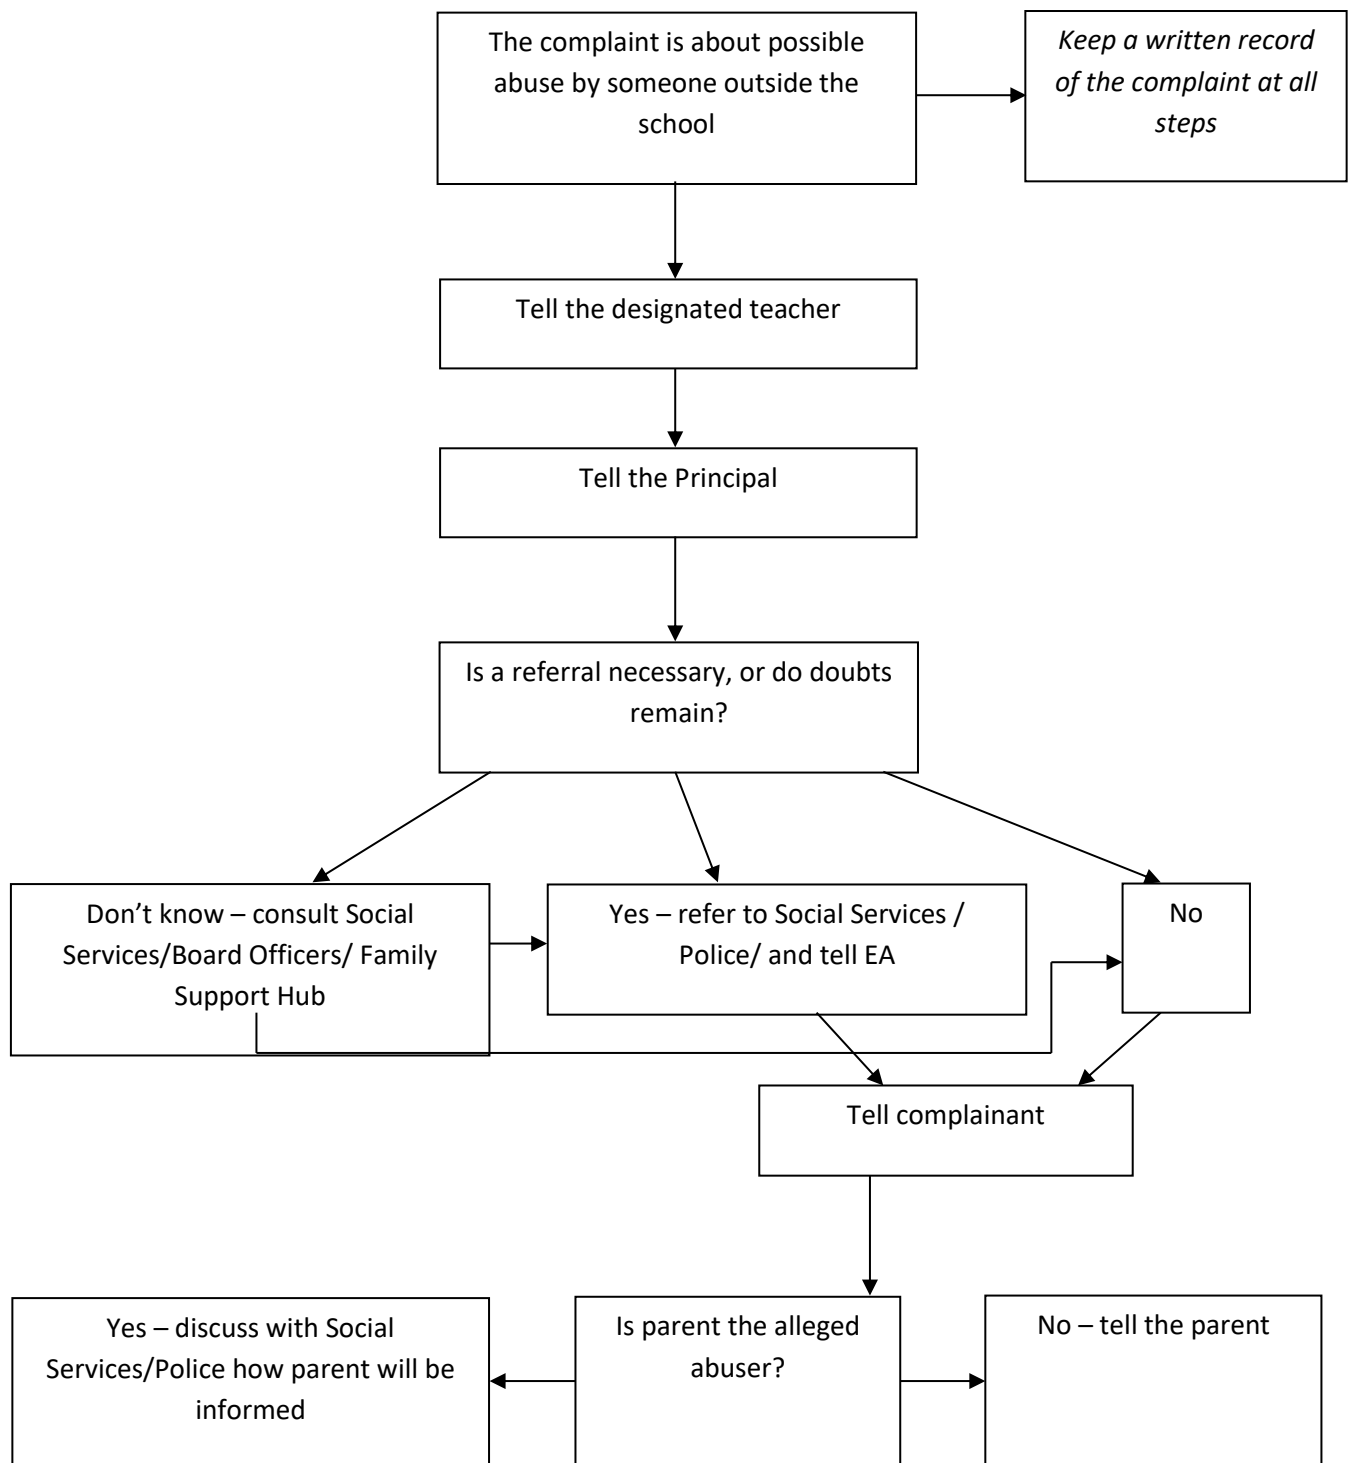 The complaint is about possible
abuse by someone outside the
school
Keep a written record
of the complaint at all
steps
Tell the designated teacher
Tell the Principal
Is a referral necessary, or do doubts
remain?
Don’t know – consult Social
Services/Board Officers/ Family
Support Hub
Yes – refer to Social Services /
Police/ and tell EA
No
Tell complainant
Yes – discuss with Social
Services/Police how parent will be
informed
Is parent the alleged
abuser?
No – tell the parent